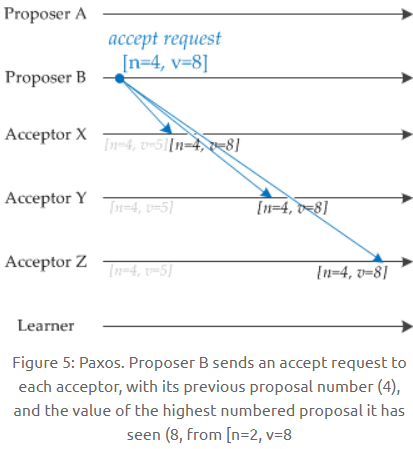 Proposer A
accept request
[n=4, v=8]
Proposer B
Acceptor X
[n=4, v=5] [n=4, v=8]
Acceptor Y
[n=4, v=5] [n=4, v=8]
Acceptor Z
[n=4, v=5] [n=4, v=8]
Learner
Figure 5: Paxos. Proposer B sends an accept request to
each acceptor, with its previous proposal number (4),
and the value of the highest numbered proposal it has
seen (8, from [n=2, v=8